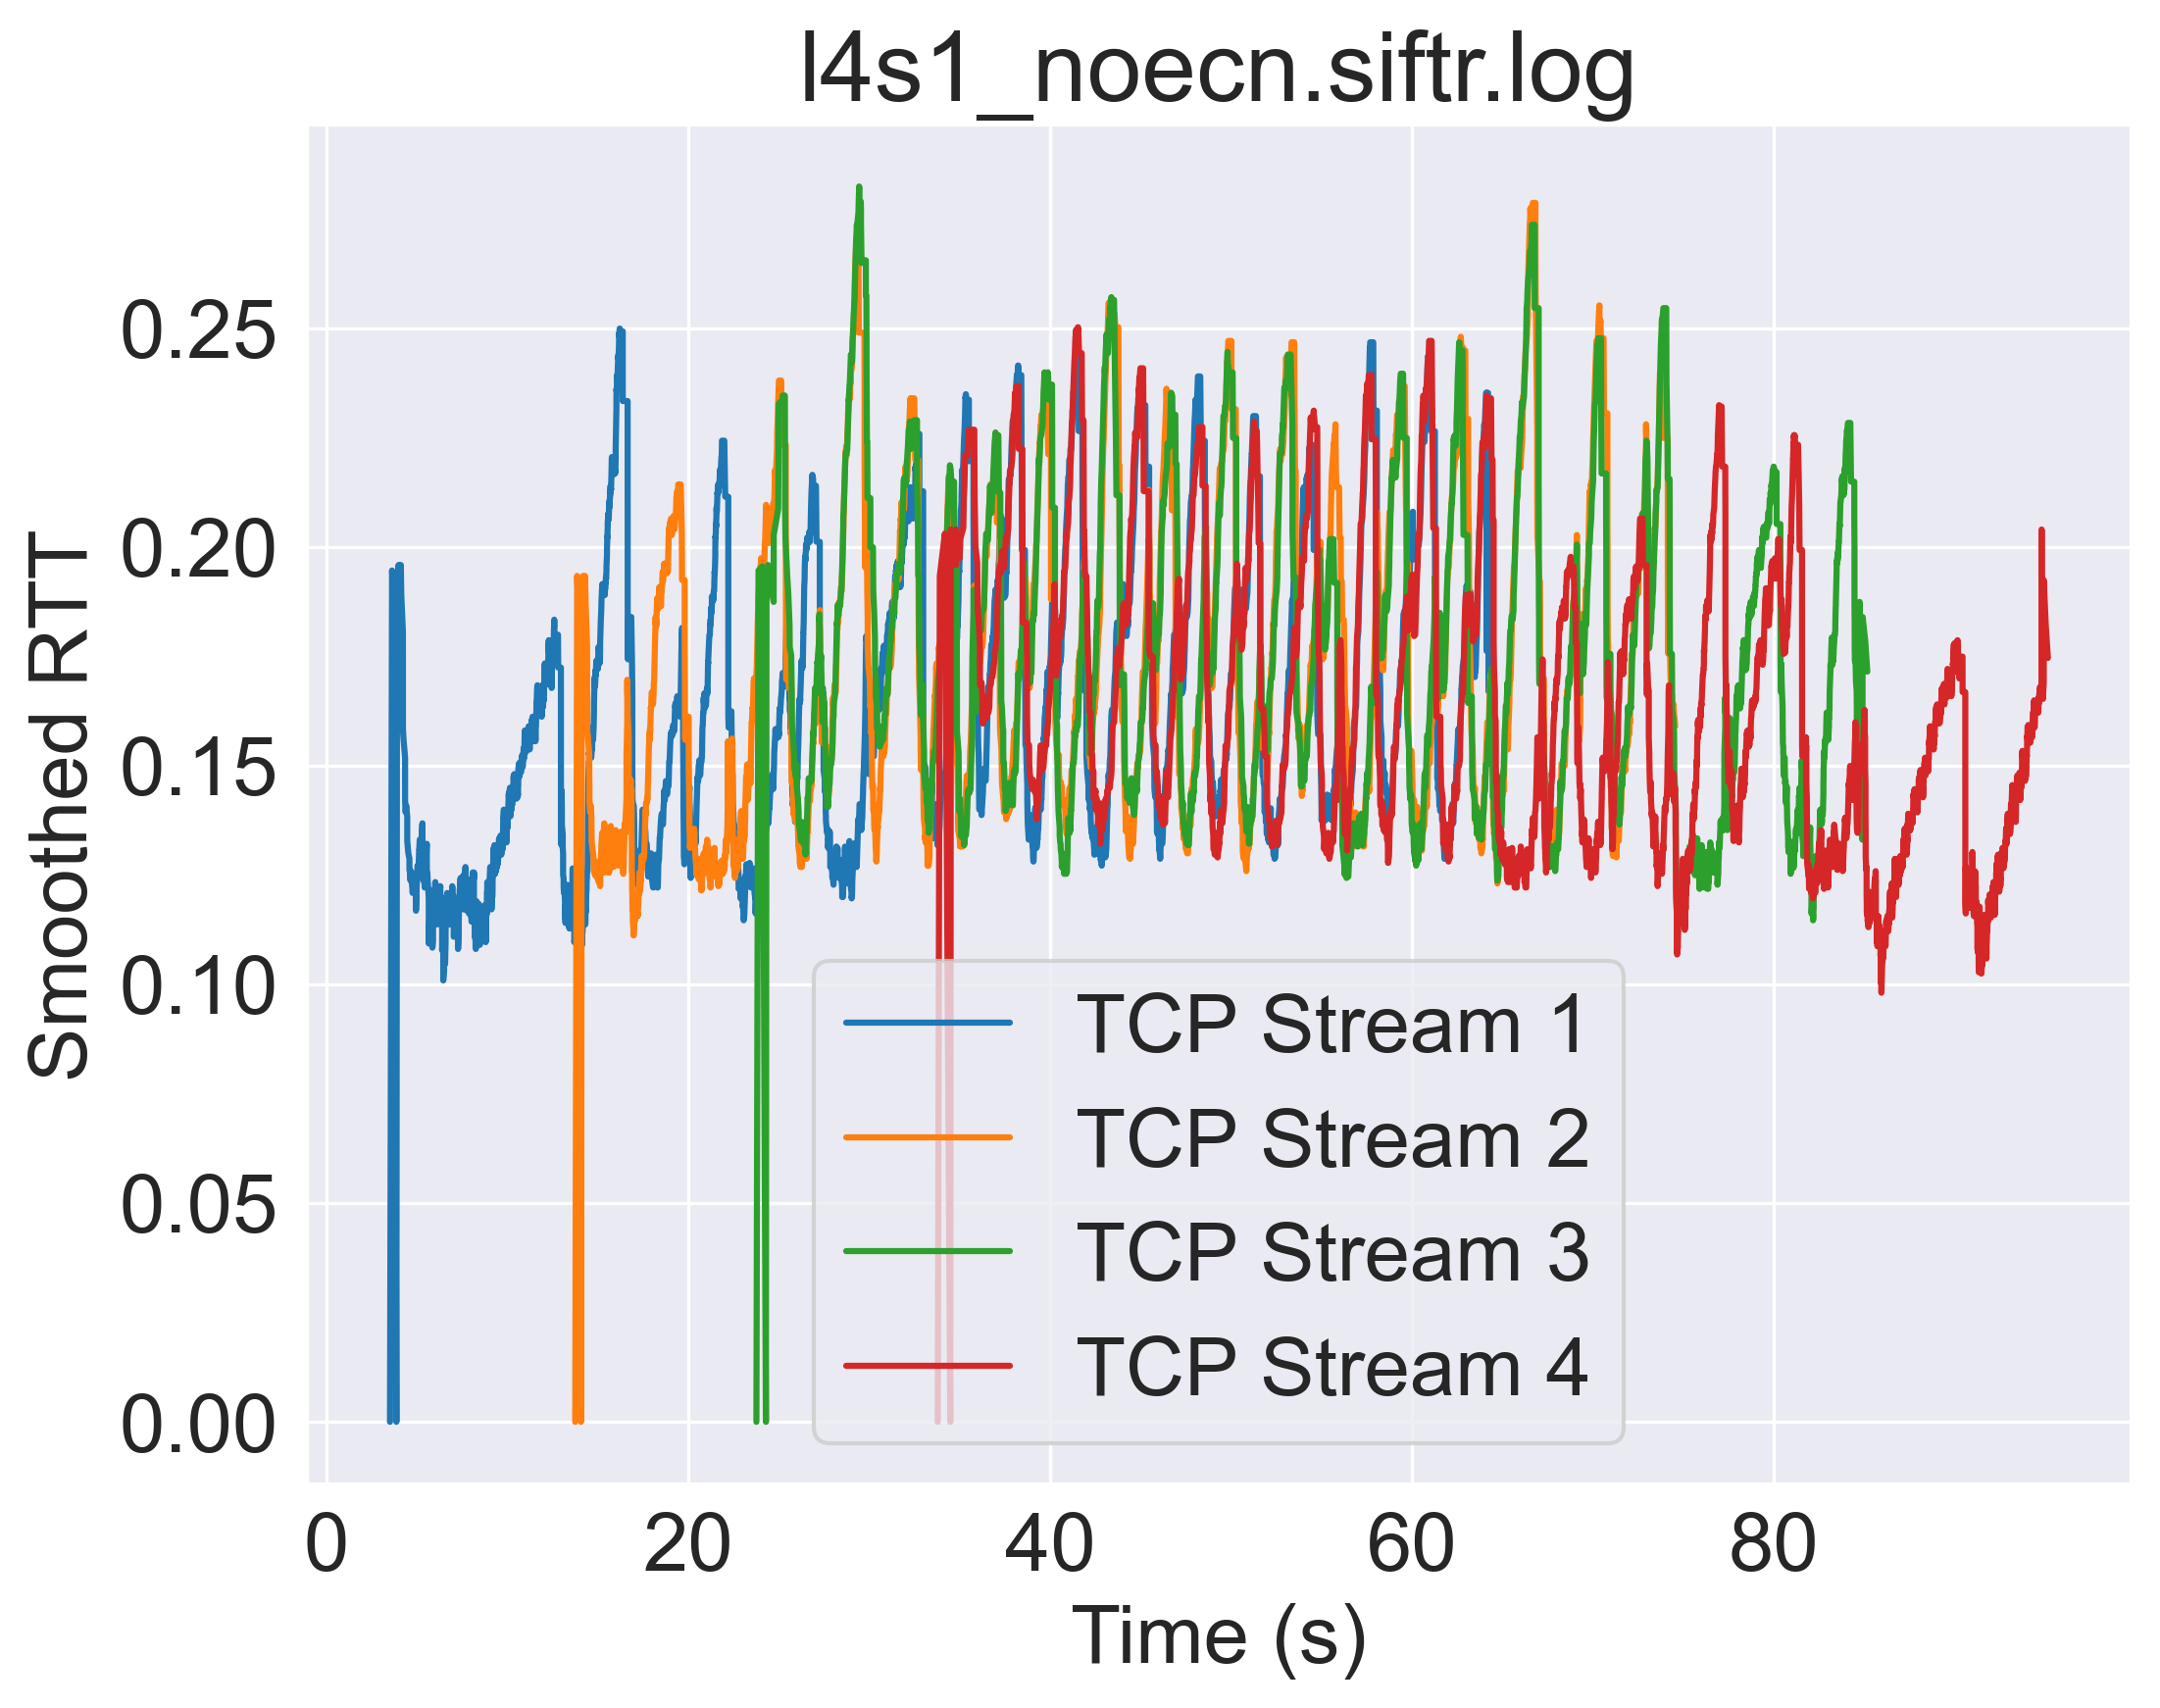 l4s1_noecn.siftr.log
Smoothed RTT
0.25
0.20
0.15
0.10
0.05
0.00
TCP Stream 1
TCP Stream 2
TCP Stream 3
TCP Stream 4
0 20 40 60 80
Time (s)